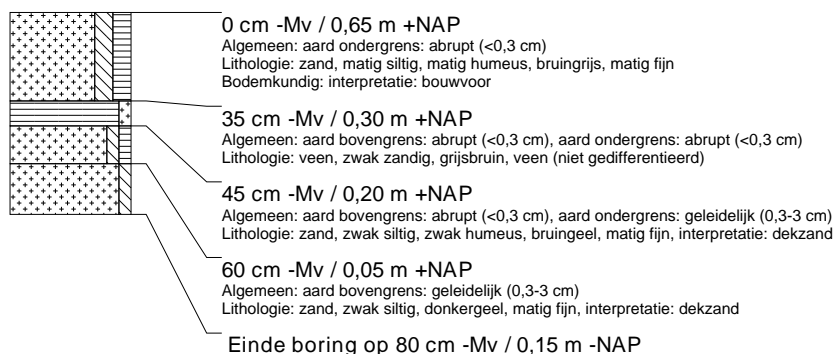 0 cm -Mv / 0,65 m +NAP
Algemeen: aard ondergrens: abrupt (<0,3 cm)
Lithologie: zand, matig siltig, matig humeus, bruingrijs, matig fijn
Bodemkundig: interpretatie: bouwvoor
35 cm -Mv / 0,30 m +NAP
Algemeen: aard bovengrens: abrupt (<0,3 cm), aard ondergrens: abrupt (<0,3 cm)
Lithologie: veen, zwak zandig, grijsbruin, veen (niet gedifferentieerd)
45 cm -Mv / 0,20 m +NAP
Algemeen: aard bovengrens: abrupt (<0,3 cm), aard ondergrens: geleidelijk (0,3-3 cm)
Lithologie: zand, zwak siltig, zwak humeus, bruingeel, matig fijn, interpretatie: dekzand
60 cm -Mv / 0,05 m +NAP
Algemeen: aard bovengrens: geleidelijk (0,3-3 cm)
Lithologie: zand, zwak siltig, donkergeel, matig fijn, interpretatie: dekzand
Einde boring op 80 cm -Mv / 0,15 m -NAP